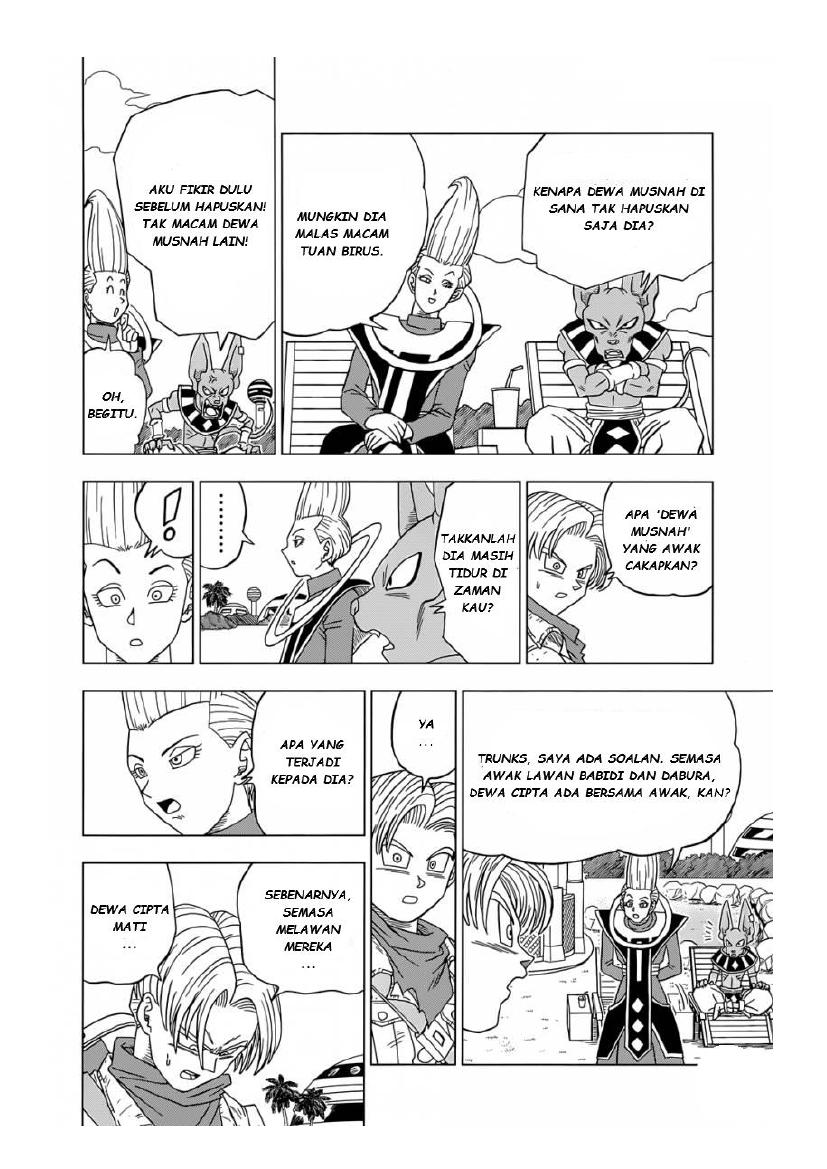 KENAPA DEWA MUSNAH DI
SANA TAK HAPUSKAN
SAJA DIA?
MUNGKIN DIA
MALAS MACAM
TUAN BIRUS.
AKU FIKIR DULU
SEBELUM HAPUSKAN!
TAK MACAM DEWA
MUSNAH LAIN!
OH,
BEGITU.
APA 'DEWA
MUSNAH'
YANG AWAK
CAKAPKAN?
TAKKANLAH
DIA MASIH
TIDUR DI
ZAMAN
KAU?
........
!
TRUNKS, SAYA ADA SOALAN. SEMASA
AWAK LAWAN BABIDI DAN DABURA,
DEWA CIPTA ADA BERSAMA AWAK, KAN?
YA
...
APA YANG
TERJADI
KEPADA DIA?
SEBENARNYA,
SEMASA
MELAWAN
MEREKA
...
DEWA CIPTA
MATI
...